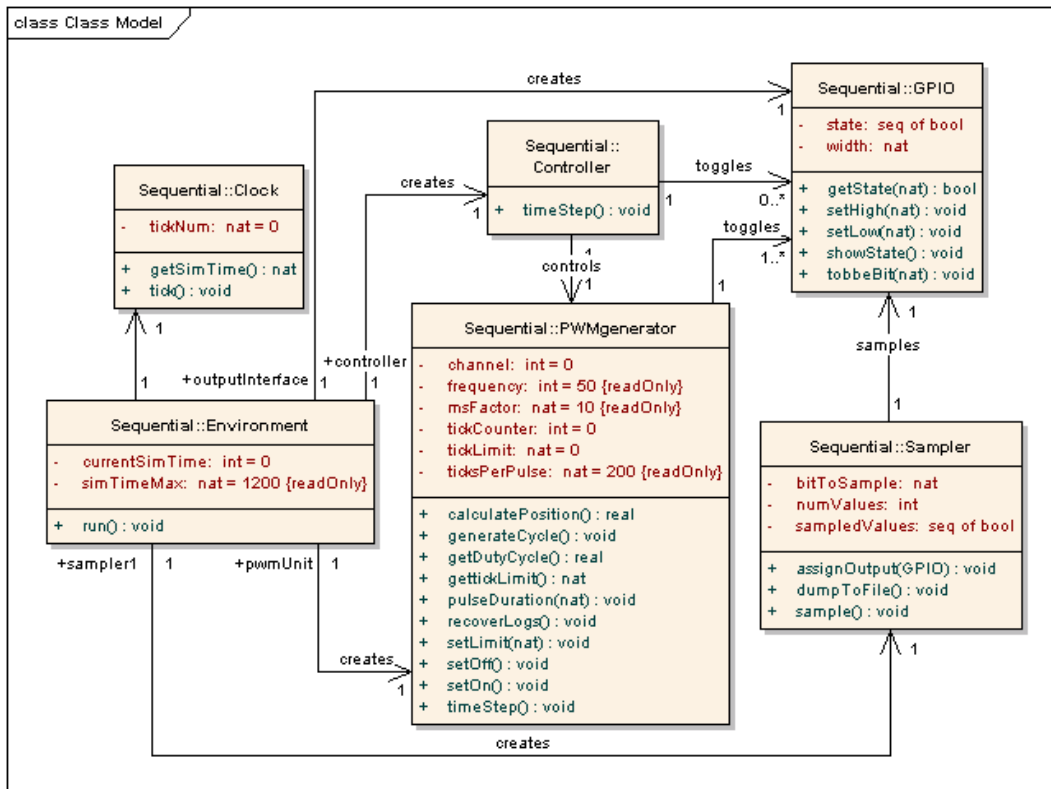 class Class Model
creates
Sequential::GPIO
- state: seq of bool
- width: nat
+ getState(nat) : bool
+ setHigh(nat) : void
+ setLow(nat) : void
+ showState() : void
+ tobbeBit(nat) : void
1
Sequential::
Controller
+ timeStep() : void
creates
1
toggles
1
0..*
toggles
1..*
1
Sequential::Clock
- tickNum: nat = 0
+ getSimTime() : nat
+ tick() : void
1
1
1
controls
1
+controller
1
+outputInterface
1
Sequential::PWMgenerator
- channel: int = 0
- frequency: int = 50 {readOnly}
- msFactor: nat = 10 {readOnly}
- tickCounter: int = 0
- tickLimit: nat = 0
- ticksPerPulse: nat = 200 {readOnly}
+ calculatePosition() : real
+ generateCycle() : void
+ getDutyCycle() : real
+ gettickLimit() : nat
+ pulseDuration(nat) : void
+ recoverLogs() : void
+ setLimit(nat) : void
+ setOff() : void
+ setOn() : void
+ timeStep() : void
1
samples
1
Sequential::Environment
- currentSimTime: int = 0
- simTimeMax: nat = 1200 {readOnly}
+ run() : void
+sampler1
1
+pwmUnit
1
Sequential::Sampler
- bitToSample: nat
- numValues: int
- sampledValues: seq of bool
+ assignOutput(GPIO) : void
+ dumpToFile() : void
+ sample() : void
1
creates
1
creates